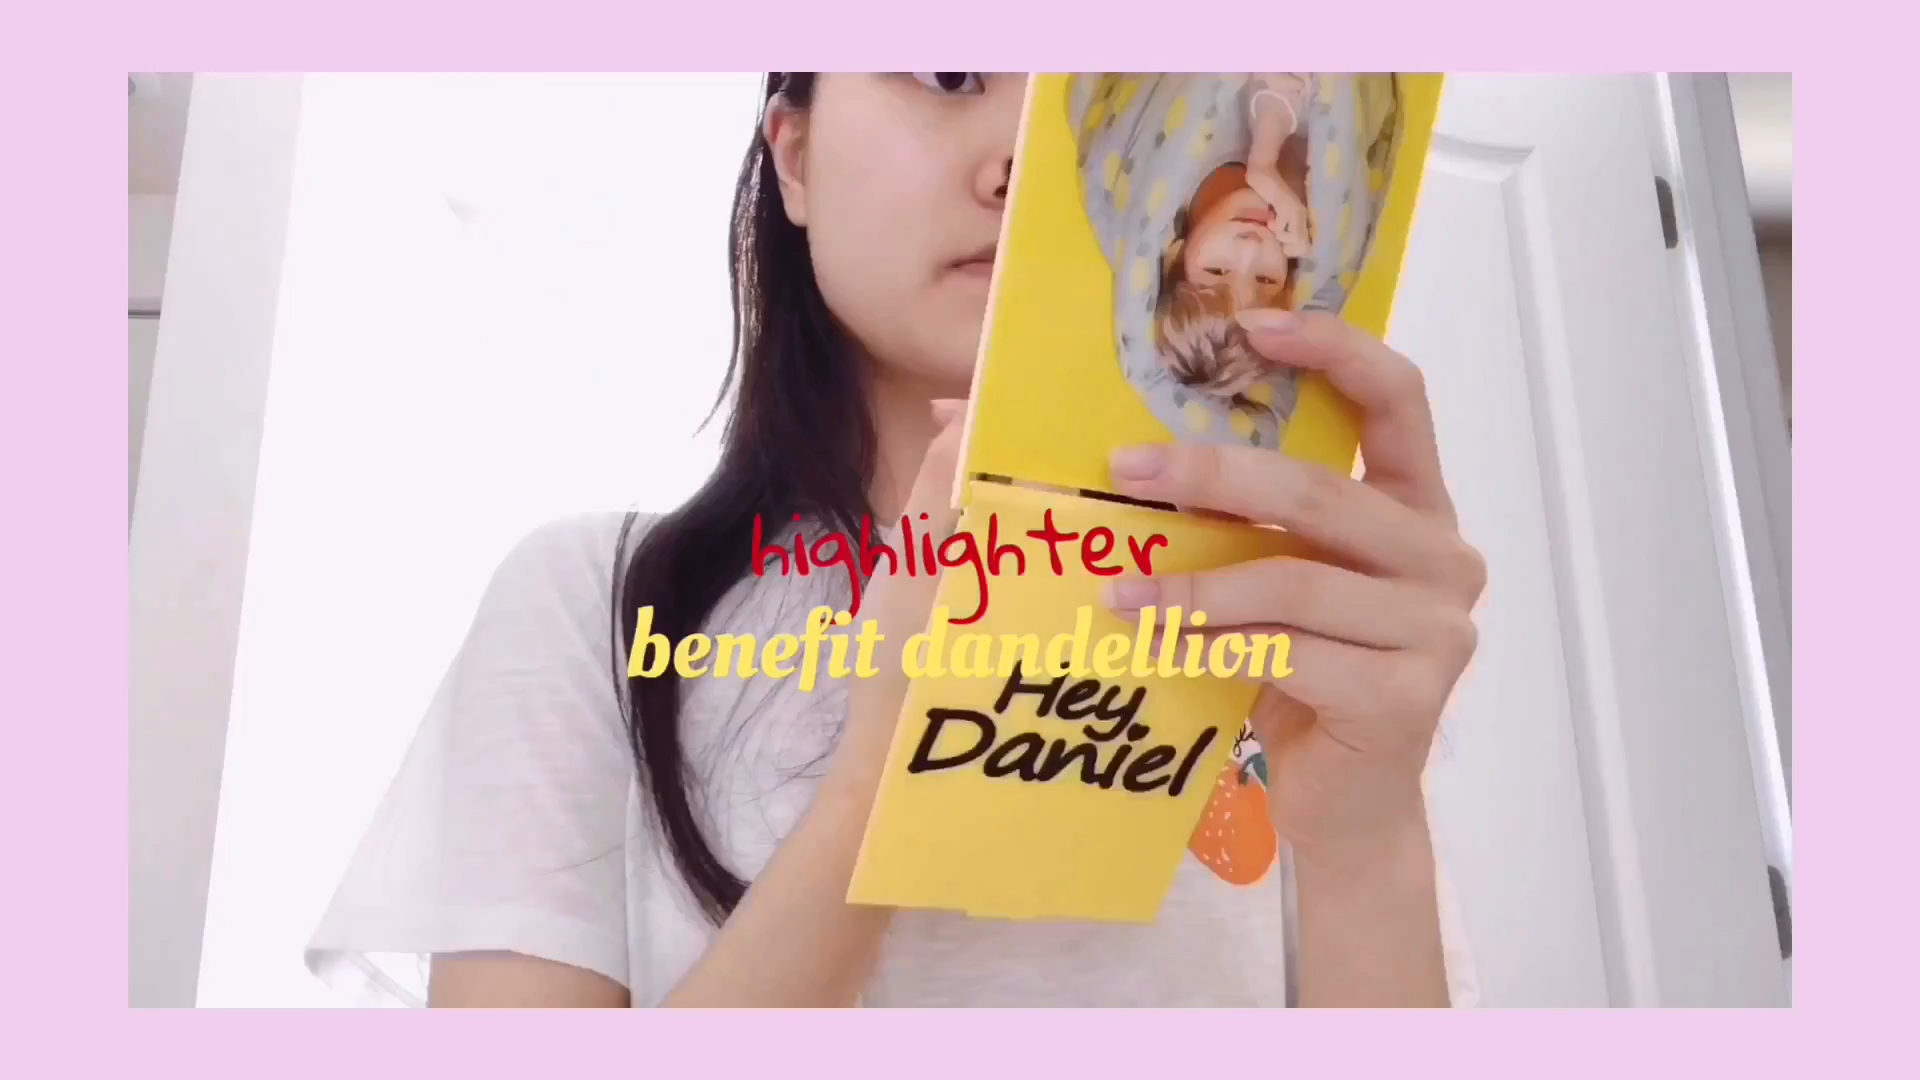 highlighter
benefit dandellion
Hey.
Daniel